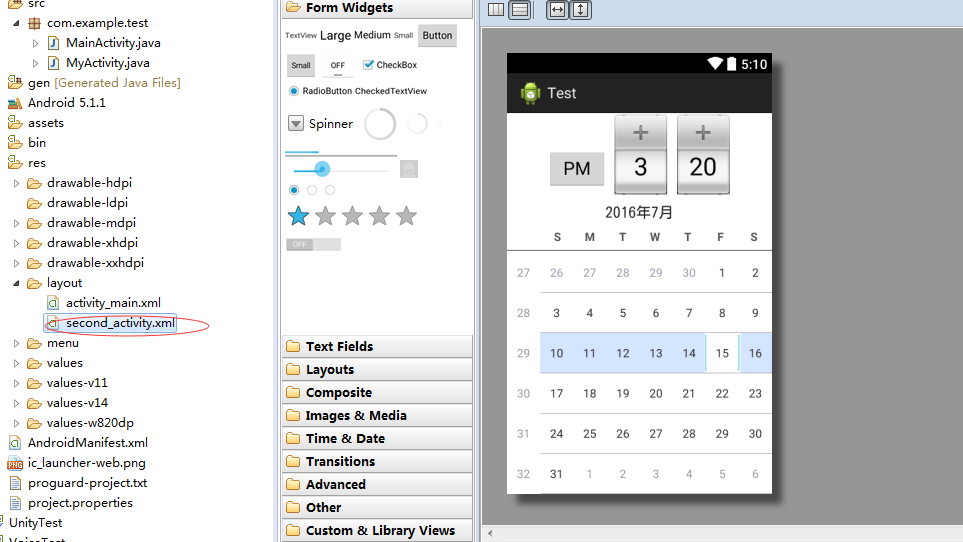 src
com.example.test
MainActivity.java
MyActivity.java
gen [Generated Java Files]
Android 5.1.1
assets
bin
res
drawable-hdpi
drawable-ldpi
drawable-mdpi
drawable-xhdpi
drawable-xxhdpi
layout
activity_main.xml
second_activity.xml
menu
values
values-v11
values-v14
values-w820dp
AndroidManifest.xml
ic_launcher-web.png
proguard-project.txt
project.properties
UnityTest
Form Widgets
TextView Large Medium Small Button
Small OFF CheckBox
RadioButton CheckedTextView
Spinner
OFF
Text Fields
Layouts
Composite
Images & Media
Time & Date
Transitions
Advanced
Other
Custom & Library Views
5:10
Test
+ +
PM 3 20
2016年7月
S M T W T F S
27 26 27 28 29 30 1 2
28 3 4 5 6 7 8 9
29 10 11 12 13 14 15 16
30 17 18 19 20 21 22 23
31 24 25 26 27 28 29 30
32 31 1 2 3 4 5 6